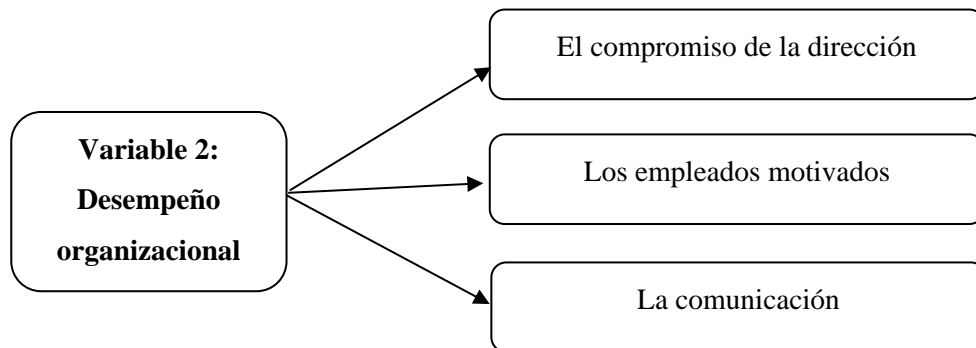 Variable 2:
Desempeño
organizacional
El compromiso de la dirección
Los empleados motivados
La comunicación